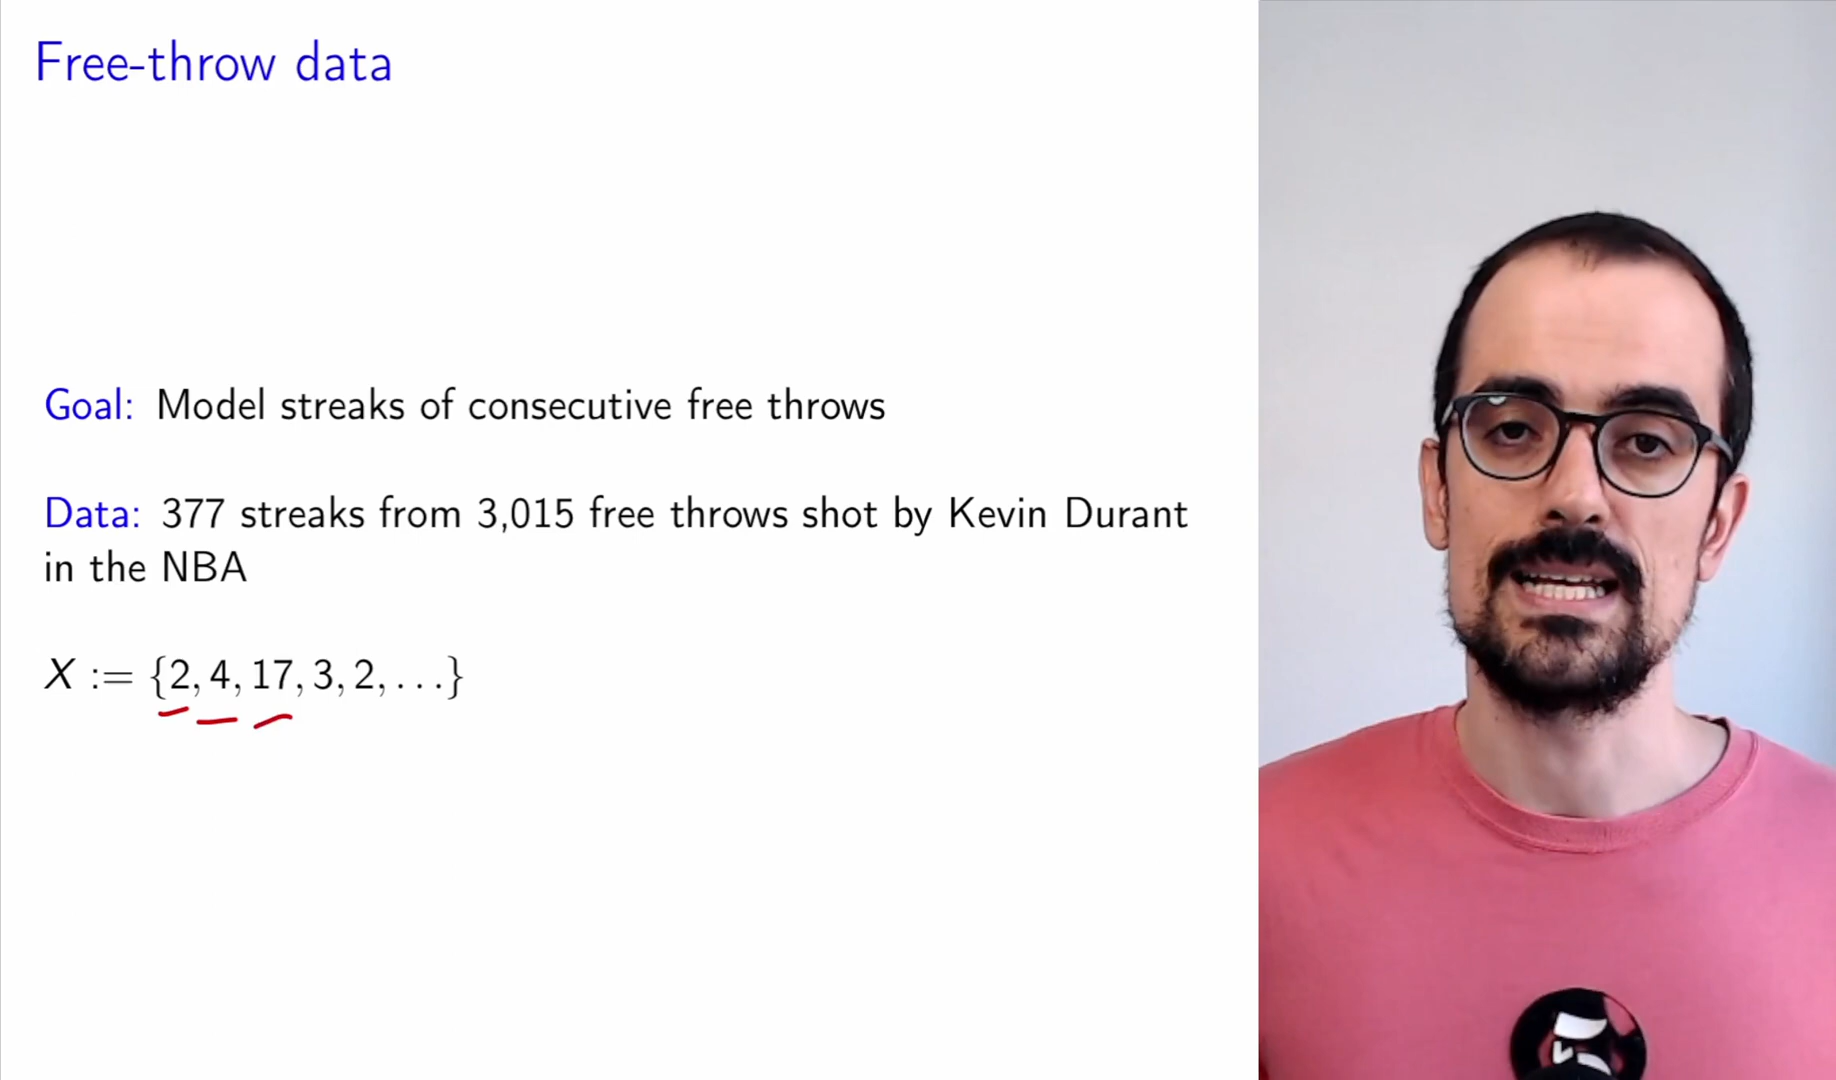 Free-throw data
Goal: Model streaks of consecutive free throws
Data: 377 streaks from 3,015 free throws shot by Kevin Durant
in the NBA
X := {2, 4, 17, 3, 2, . . .}